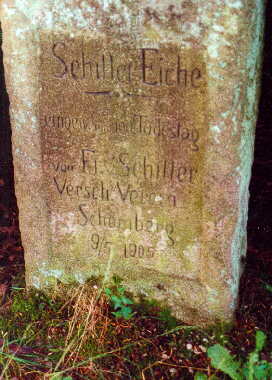 Schiller-Eiche
Todestag
von Fr. v. Schiller
Versch. Verein
Schömberg
9/5 1905